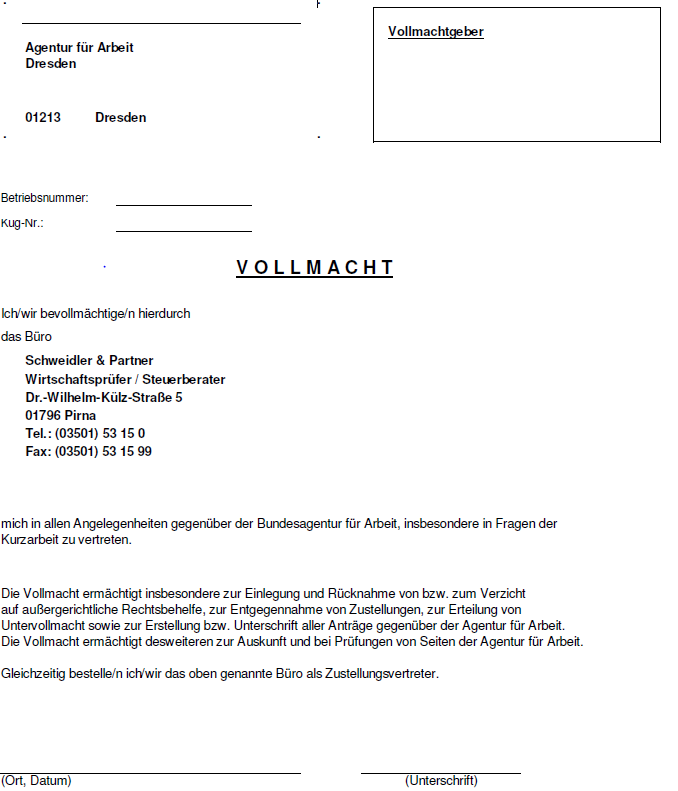 Agentur für Arbeit
Dresden
01213 Dresden
Vollmachtgeber
Betriebsnummer:
Kug-Nr.:
V O L L M A C H T
Ich/wir bevollmächtige/n hierdurch
das Büro
Schweidler & Partner
Wirtschaftsprüfer / Steuerberater
Dr.-Wilhelm-Külz-Straße 5
01796 Pirna
Tel.: (03501) 53 15 0
Fax: (03501) 53 15 99
mich in allen Angelegenheiten gegenüber der Bundesagentur für Arbeit, insbesondere in Fragen der
Kurzarbeit zu vertreten.
Die Vollmacht ermächtigt insbesondere zur Einlegung und Rücknahme von bzw. zum Verzicht
auf außergerichtliche Rechtsbehelfe, zur Entgegennahme von Zustellungen, zur Erteilung von
Untervollmacht sowie zur Erstellung bzw. Unterschrift aller Anträge gegenüber der Agentur für Arbeit.
Die Vollmacht ermächtigt desweiteren zur Auskunft und bei Prüfungen von Seiten der Agentur für Arbeit.
Gleichzeitig bestelle/n ich/wir das oben genannte Büro als Zustellungsvertreter.
(Ort, Datum) (Unterschrift)